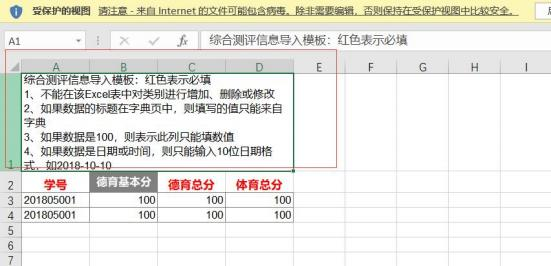 受保护的视图 请注意 - 来自 Internet 的文件可能包含病毒。除非需要编辑，否则保持在受保护视图中比较安全。
A1 fx 综合测评信息导入模板：红色表示必填
A B C D E F G H I
综合测评信息导入模板：红色表示必填
1、不能在该Excel表中对类别进行增加、删除或修改
2、如果数据的标题在字典页中，则填写的值只能来自
字典
3、如果数据是100，则表示此列只能填数值
4、如果数据是日期或时间，则只能输入10位日期格
1 式，如2018-10-10
2 学号 德育基本分 德育总分 体育总分
3 201805001 100 100 100
4 201805001 100 100 100
5
6
7